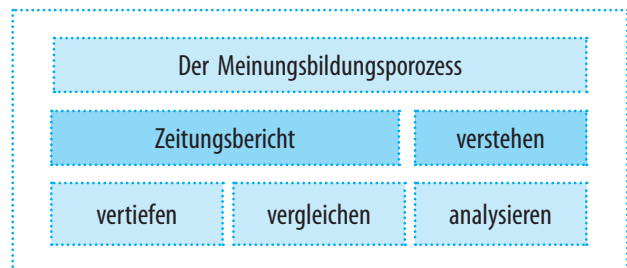 Der Meinungsbildungsporozess
Zeitungsbericht verstehen
vertiefen vergleichen analysieren